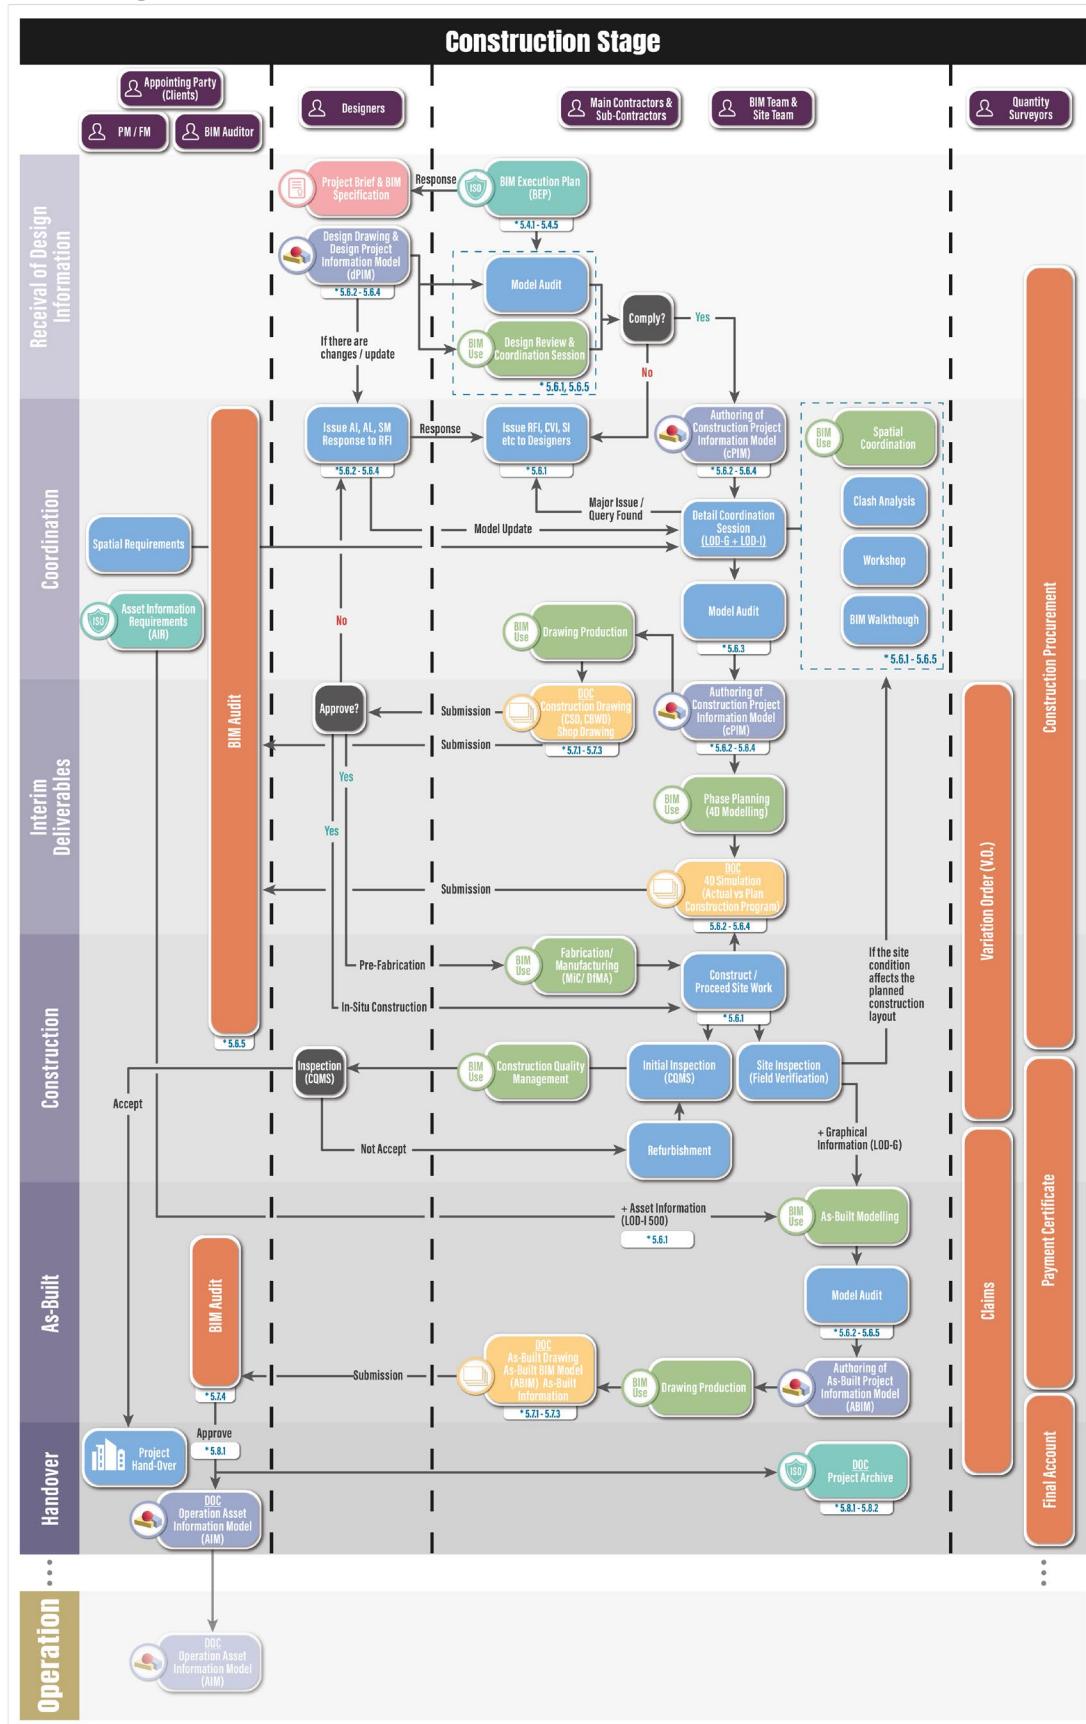 Construction Stage
Appointing Party
(Clients)
PM / FM
BIM Auditor
Designers
Main Contractors &
Sub-Contractors
BIM Team &
Site Team
Quantity
Surveyors
Receival of Design
Information
Project Brief & BIM
Specification
Response
ISO
BIM Execution Plan
(BEP)
* 5.4.1 - 5.4.5
Design Drawing &
Design Project
Information Model
(dPIM)
* 5.6.2 - 5.6.4
Model Audit
BIM
Use
Design Review &
Coordination Session
* 5.6.1, 5.6.5
Comply?
Yes
No
If there are
changes / update
Coordination
Issue AI, AL, SM
Response to RFI
*5.6.2 - 5.6.4
Response
Issue RFI, CVI, SI
etc to Designers
* 5.6.1
Authoring of
Construction Project
Information Model
(cPIM)
* 5.6.2 - 5.6.4
BIM
Use
Spatial
Coordination
Clash Analysis
Workshop
BIM Walkthough
* 5.6.1 - 5.6.5
Major Issue /
Query Found
Model Update
Detail Coordination
Session
(LOD-G + LOD-I)
Spatial Requirements
ISO
Asset Information
Requirements
(AIR)
Model Audit
* 5.6.3
No
BIM
Use
Drawing Production
Construction Procurement
Interim
Deliverables
BIM Audit
Approve?
Submission
DOC
Construction Drawing
(CSD, CBWD)
Shop Drawing
* 5.7.1 - 5.7.3
Submission
Authoring of
Construction Project
Information Model
(cPIM)
* 5.6.2 - 5.6.4
Yes
Yes
BIM
Use
Phase Planning
(4D Modelling)
Submission
DOC
4D Simulation
(Actual vs Plan
Construction Program)
5.6.2 - 5.6.4
Variation Order (V.O.)
Construction
Pre-Fabrication
BIM
Use
Fabrication/
Manufacturing
(MiC/ DfMA)
Construct /
Proceed Site Work
* 5.6.1
In-Situ Construction
If the site
condition
affects the
planned
construction
layout
* 5.6.5
Inspection
(CQMS)
BIM
Use
Construction Quality
Management
Initial Inspection
(CQMS)
Site Inspection
(Field Verification)
Accept
Not Accept
Refurbishment
+ Graphical
Information (LOD-G)
As-Built
+ Asset Information
(LOD-I 500)
* 5.6.1
BIM
Use
As-Built Modelling
Model Audit
* 5.6.2 - 5.6.5
BIM Audit
* 5.7.4
Submission
DOC
As-Built Drawing
As-Built BIM Model
(ABIM) As-Built
Information
* 5.7.1 - 5.7.3
BIM
Use
Drawing Production
Authoring of
As-Built Project
Information Model
(ABIM)
Claims
Payment Certificate
Handover
Approve
* 5.8.1
Project
Hand-Over
ISO
DOC
Project Archive
* 5.8.1 - 5.8.2
DOC
Operation Asset
Information Model
(AIM)
Final Account
Operation
DOC
Operation Asset
Information Model
(AIM)